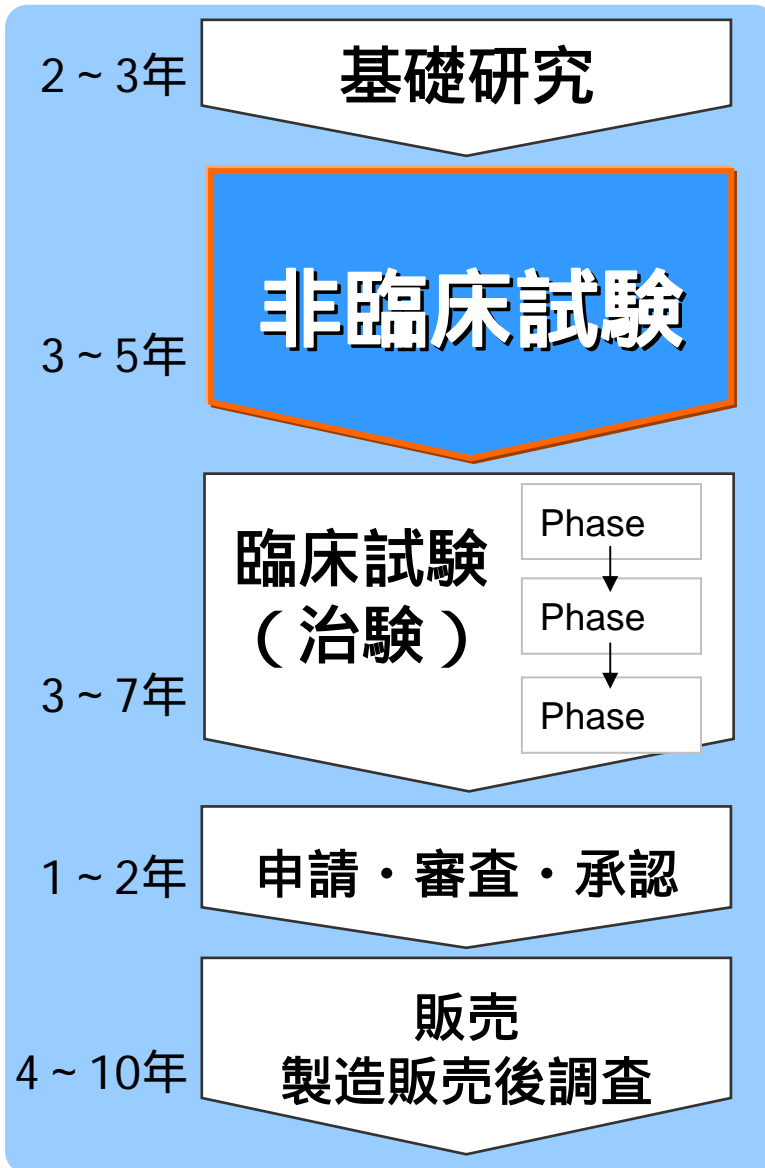 2～3年
基礎研究
3～5年
非臨床試験
3～7年
臨床試験
（治験）
Phase
Phase
Phase
1～2年
申請・審査・承認
4～10年
販売
製造販売後調査